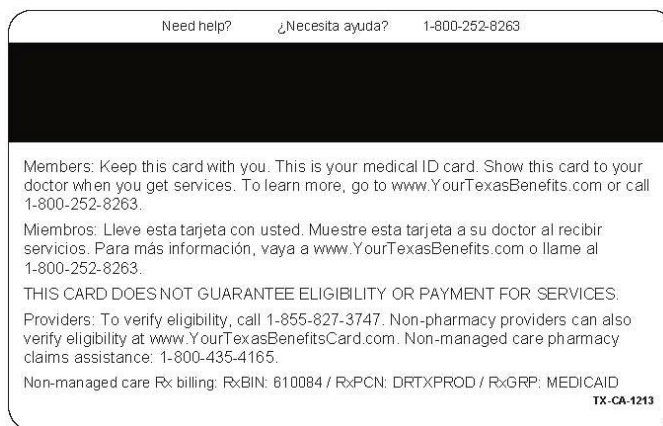 Need help? ¿Necesita ayuda? 1-800-252-8263
Members: Keep this card with you. This is your medical ID card. Show this card to your
doctor when you get services. To learn more, go to www.YourTexasBenefits.com or call
1-800-252-8263.
Miembros: Lleve esta tarjeta con usted. Muestre esta tarjeta a su doctor al recibir
servicios. Para más información, vaya a www.YourTexasBenefits.com o llame al
1-800-252-8263.
THIS CARD DOES NOT GUARANTEE ELIGIBILITY OR PAYMENT FOR SERVICES.
Providers: To verify eligibility, call 1-855-827-3747. Non-pharmacy providers can also
verify eligibility at www.YourTexasBenefitsCard.com. Non-managed care pharmacy
claims assistance: 1-800-435-4165.
Non-managed care Rx billing: RxBIN: 610084 / RxPCN: DRTXPROD / RxGRP: MEDICAID
TX-CA-1213